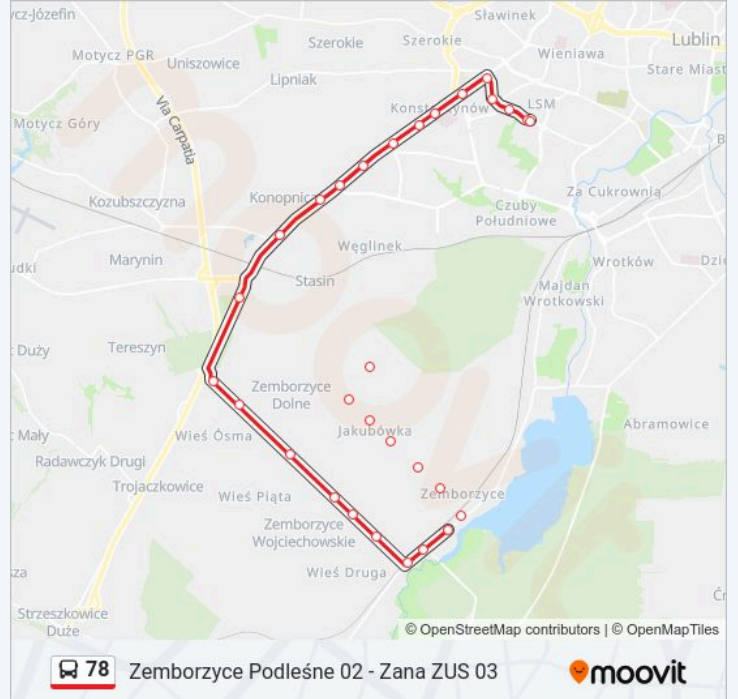 ycz-Józefin
Sławinek
Motycz PGR
Szerokie
Szerokie
Uniszowice
Wieniawa
Lublin
Lipniak
Stare Miast
Via Carpatia
LSM
Motycz Góry
Kozubszczyzna
Konopnica
Za Cukrownią
Czuby
Południowe
Węglinek
Marynin
Wrotków
Dzie
udki
Stasin
Majdan
Wrotkowski
Duży
Tereszyn
Zemborzyce
Dolne
Abramowice
Mały
Wieś Ósma
Jakubówka
Radawczyk Drugi
Trojaczkowice
Wieś Piąta
Zemborzyce
Zemborzyce
Wojciechowskie
Wieś Druga
za
Strzeszkowice
Duże
© OpenStreetMap contributors | © OpenMapTiles
78 Zemborzyce Podleśne 02 - Zana ZUS 03 moovit